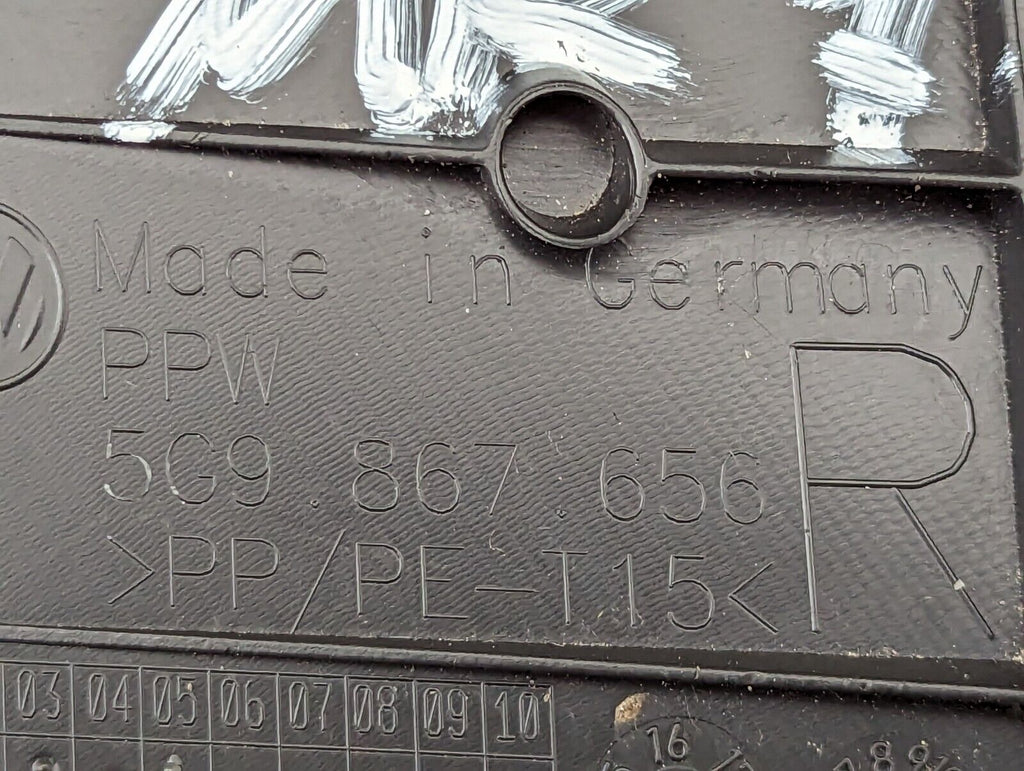 Made in Germany
PPW
5G9.867.656
R
>PP/PE-T15<
03 04 05 06 07 08 09 10
16